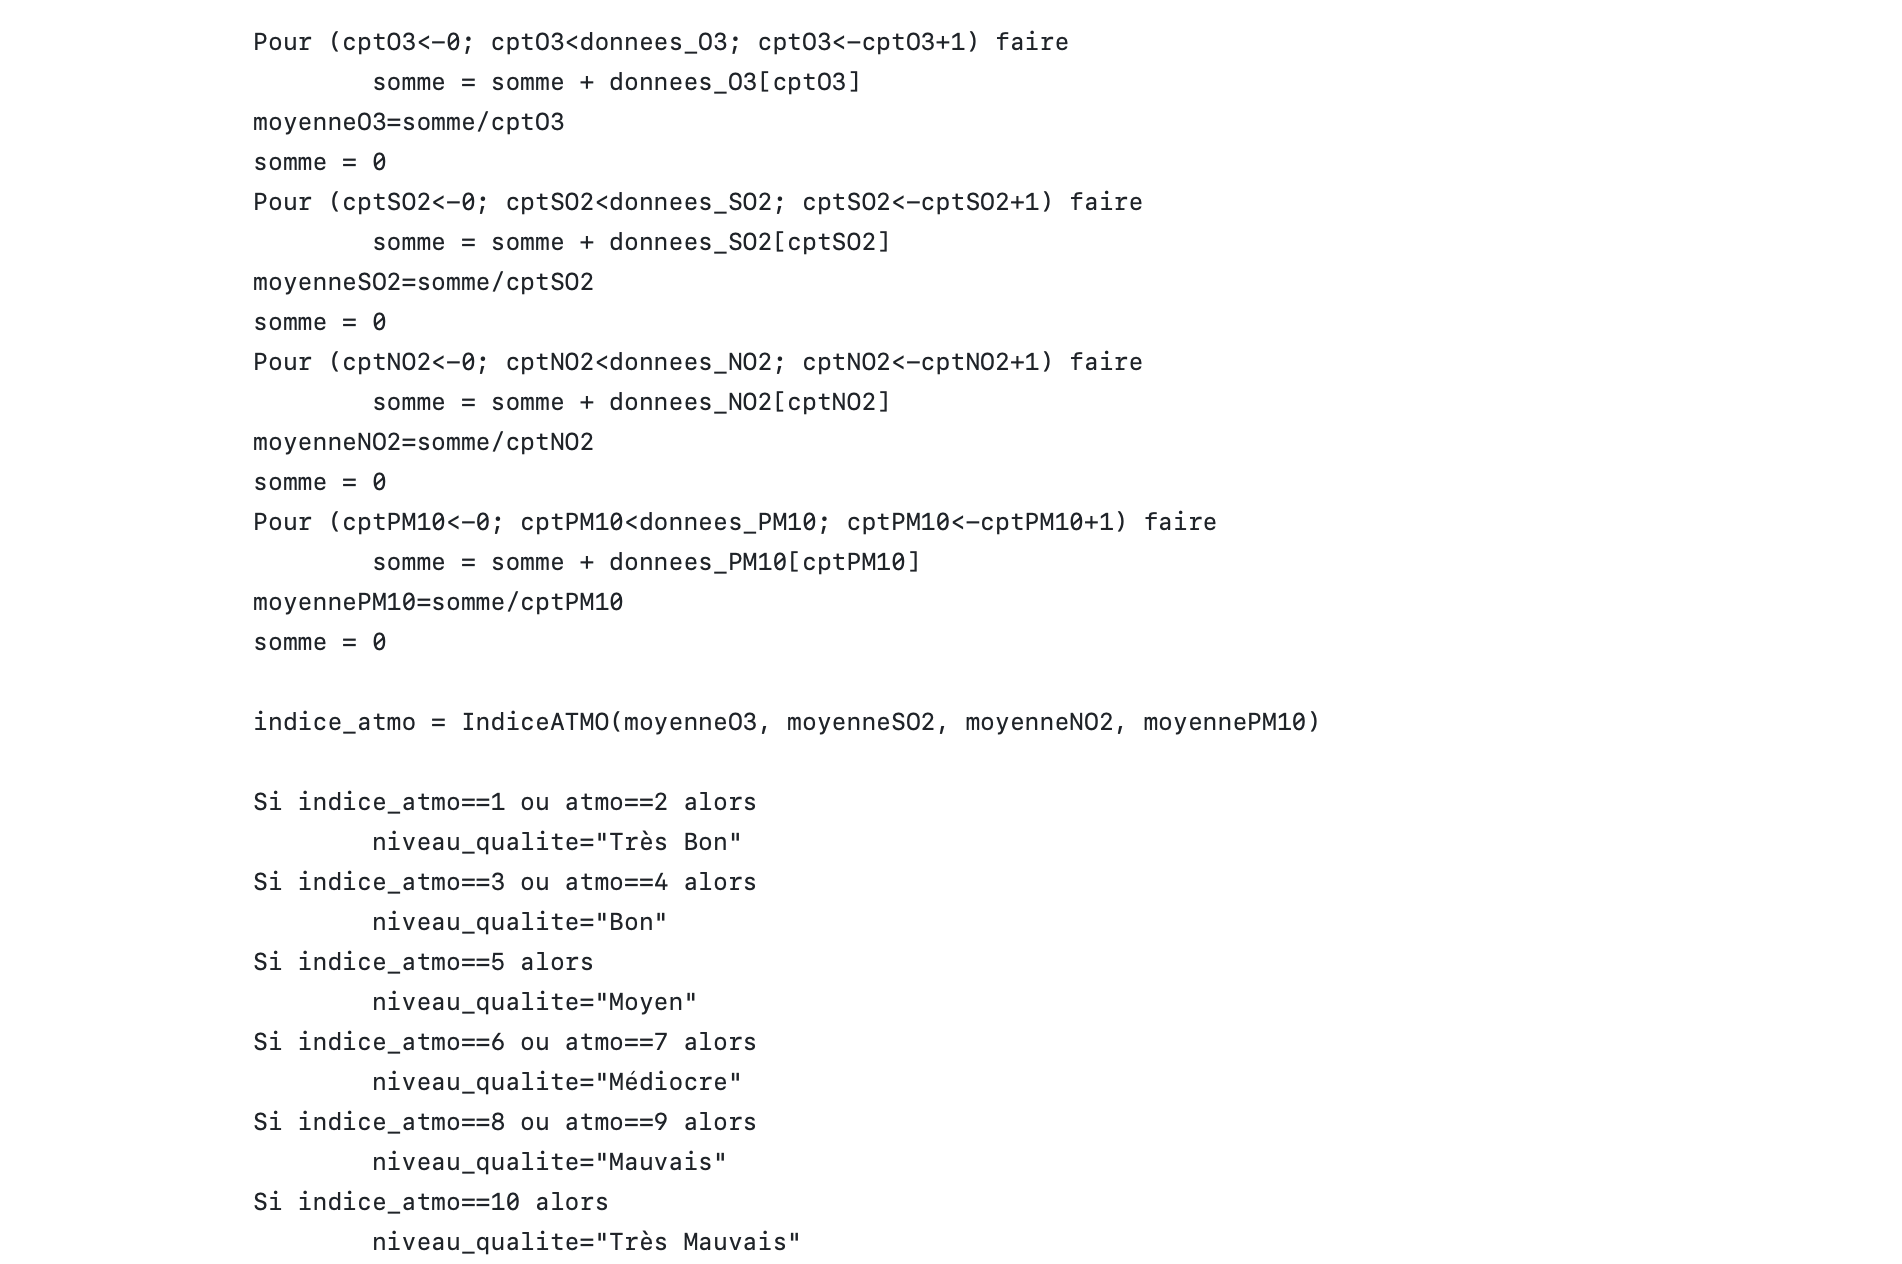 Pour (cptO3<-0; cptO3<donnees_O3; cptO3<-cptO3+1) faire
        somme = somme + donnees_O3[cptO3]
moyenneO3=somme/cptO3
somme = 0
Pour (cptSO2<-0; cptSO2<donnees_SO2; cptSO2<-cptSO2+1) faire
        somme = somme + donnees_SO2[cptSO2]
moyenneSO2=somme/cptSO2
somme = 0
Pour (cptNO2<-0; cptNO2<donnees_NO2; cptNO2<-cptNO2+1) faire
        somme = somme + donnees_NO2[cptNO2]
moyenneNO2=somme/cptNO2
somme = 0
Pour (cptPM10<-0; cptPM10<donnees_PM10; cptPM10<-cptPM10+1) faire
        somme = somme + donnees_PM10[cptPM10]
moyennePM10=somme/cptPM10
somme = 0

indice_atmo = IndiceATMO(moyenneO3, moyenneSO2, moyenneNO2, moyennePM10)

Si indice_atmo==1 ou atmo==2 alors
        niveau_qualite="Très Bon"
Si indice_atmo==3 ou atmo==4 alors
        niveau_qualite="Bon"
Si indice_atmo==5 alors
        niveau_qualite="Moyen"
Si indice_atmo==6 ou atmo==7 alors
        niveau_qualite="Médiocre"
Si indice_atmo==8 ou atmo==9 alors
        niveau_qualite="Mauvais"
Si indice_atmo==10 alors
        niveau_qualite="Très Mauvais"